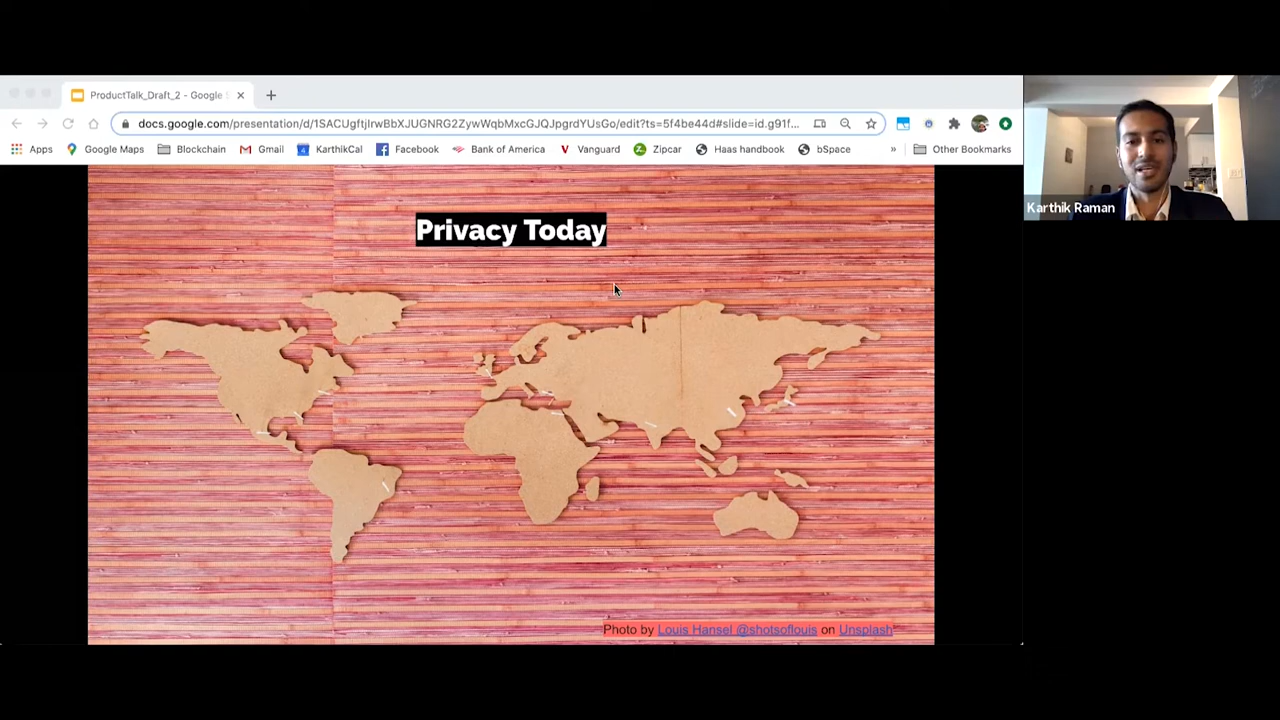 ProductTalk_Draft_2 - Google S
docs.google.com/presentation/d/1SACUgftjIrwBbXJUGNRG2ZywWqbMxcGJQJpgrdYUsGo/edit?ts=5f4be44d#slide=id.g91f...
Apps Google Maps Blockchain Gmail KarthikCal Facebook Bank of America Vanguard Zipcar Haas handbook bSpace » Other Bookmarks
Karthik Raman
Privacy Today
Photo by Louis Hansel @shotsoflouis on Unsplash